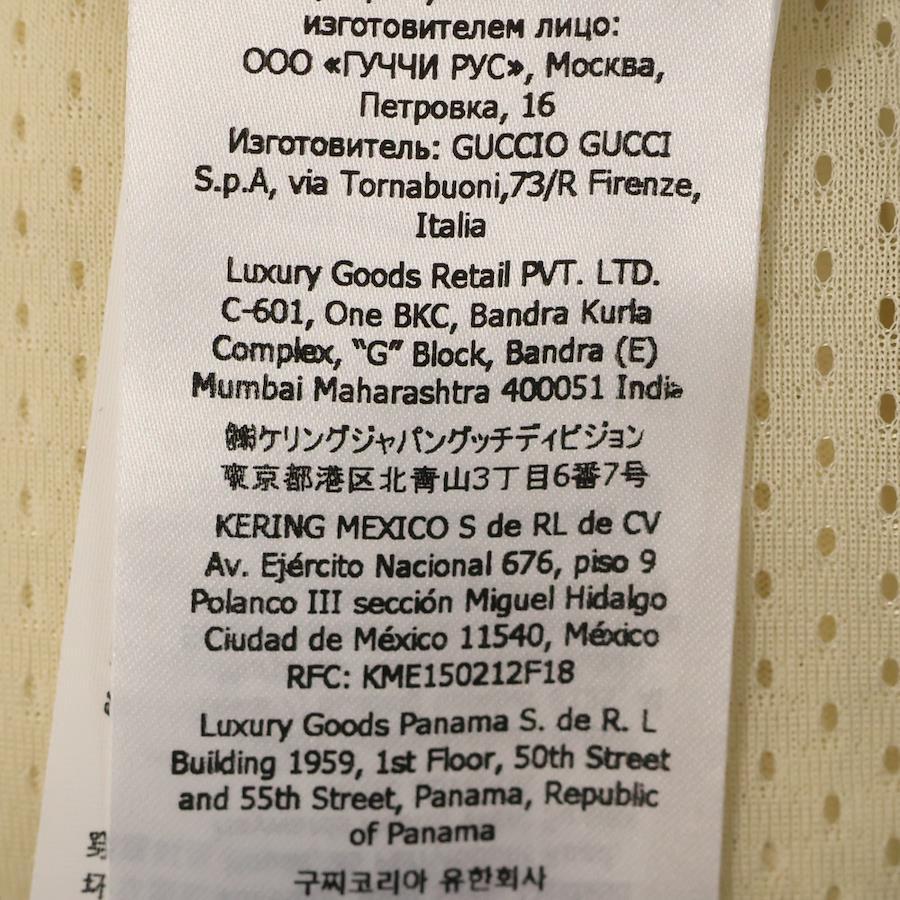 изготовителем лицо:
ООО «ГУЧЧИ РУС», Москва,
Петровка, 16
Изготовитель: GUCCIO GUCCI
S.p.A, via Tornabuoni,73/R Firenze,
Italia
Luxury Goods Retail PVT. LTD.
C-601, One BKC, Bandra Kurla
Complex, “G” Block, Bandra (E)
Mumbai Maharashtra 400051 India
㈱ケリングジャパングッチディビジョン
東京都港区北青山3丁目6番7号
KERING MEXICO S de RL de CV
Av. Ejército Nacional 676, piso 9
Polanco III sección Miguel Hidalgo
Ciudad de México 11540, México
RFC: KME150212F18
Luxury Goods Panama S. de R. L
Building 1959, 1st Floor, 50th Street
and 55th Street, Panama, Republic
of Panama
구찌코리아 유한회사